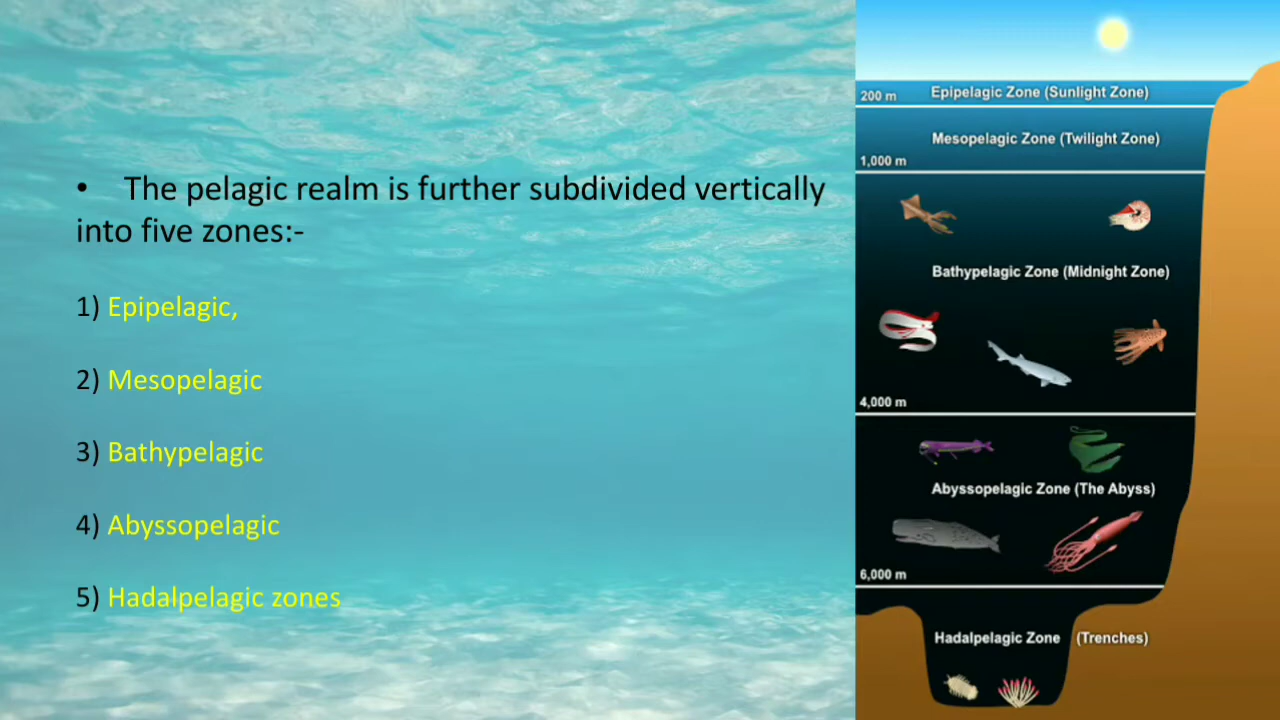 • The pelagic realm is further subdivided vertically
into five zones:-
1) Epipelagic,
2) Mesopelagic
3) Bathypelagic
4) Abyssopelagic
5) Hadalpelagic zones
200 m Epipelagic Zone (Sunlight Zone)
Mesopelagic Zone (Twilight Zone)
1,000 m
Bathypelagic Zone (Midnight Zone)
4,000 m
Abyssopelagic Zone (The Abyss)
6,000 m
Hadalpelagic Zone (Trenches)